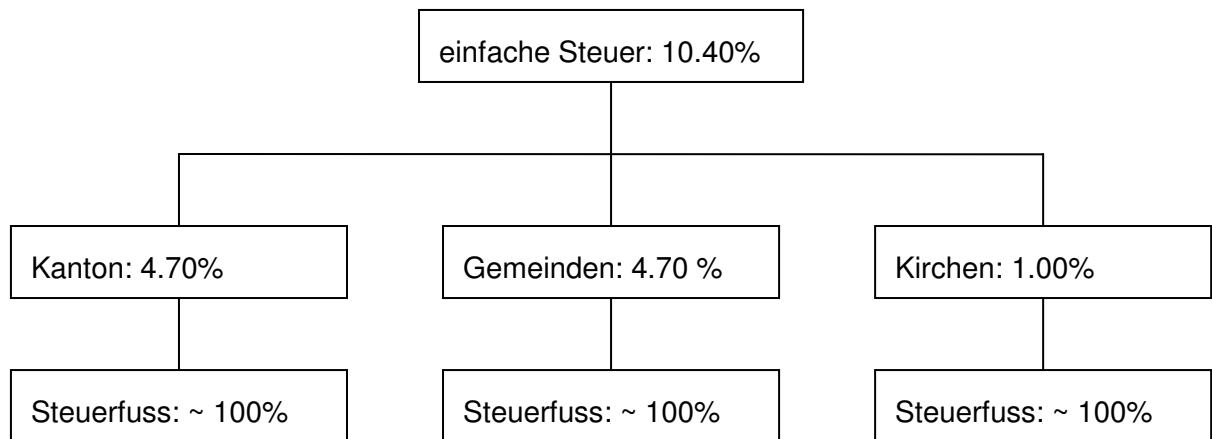 einfache Steuer: 10.40%
Kanton: 4.70%
Gemeinden: 4.70 %
Kirchen: 1.00%
Steuerfuss: ~ 100%
Steuerfuss: ~ 100%
Steuerfuss: ~ 100%